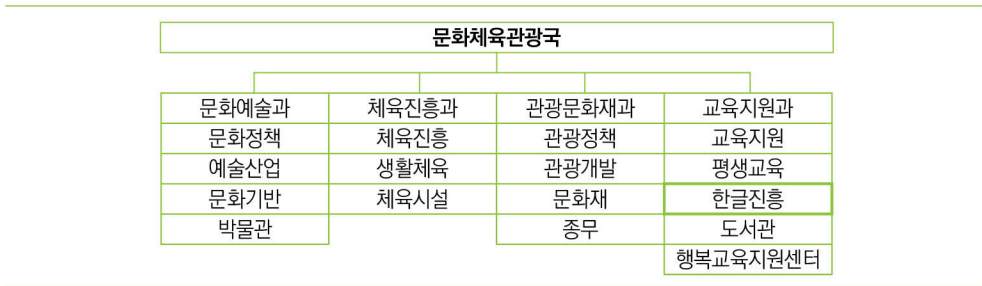 문화체육관광국
문화예술과 체육진흥과 관광문화재과 교육지원과
문화정책 체육진흥 관광정책 교육지원
예술산업 생활체육 관광개발 평생교육
문화기반 체육시설 문화재 한글진흥
박물관 종무 도서관
행복교육지원센터